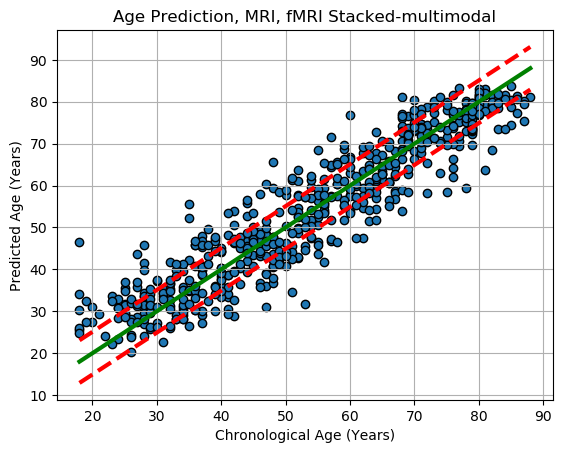 Age Prediction, MRI, fMRI Stacked-multimodal
Predicted Age (Years)
90
80
70
60
50
40
30
20
10
20 30 40 50 60 70 80 90
Chronological Age (Years)